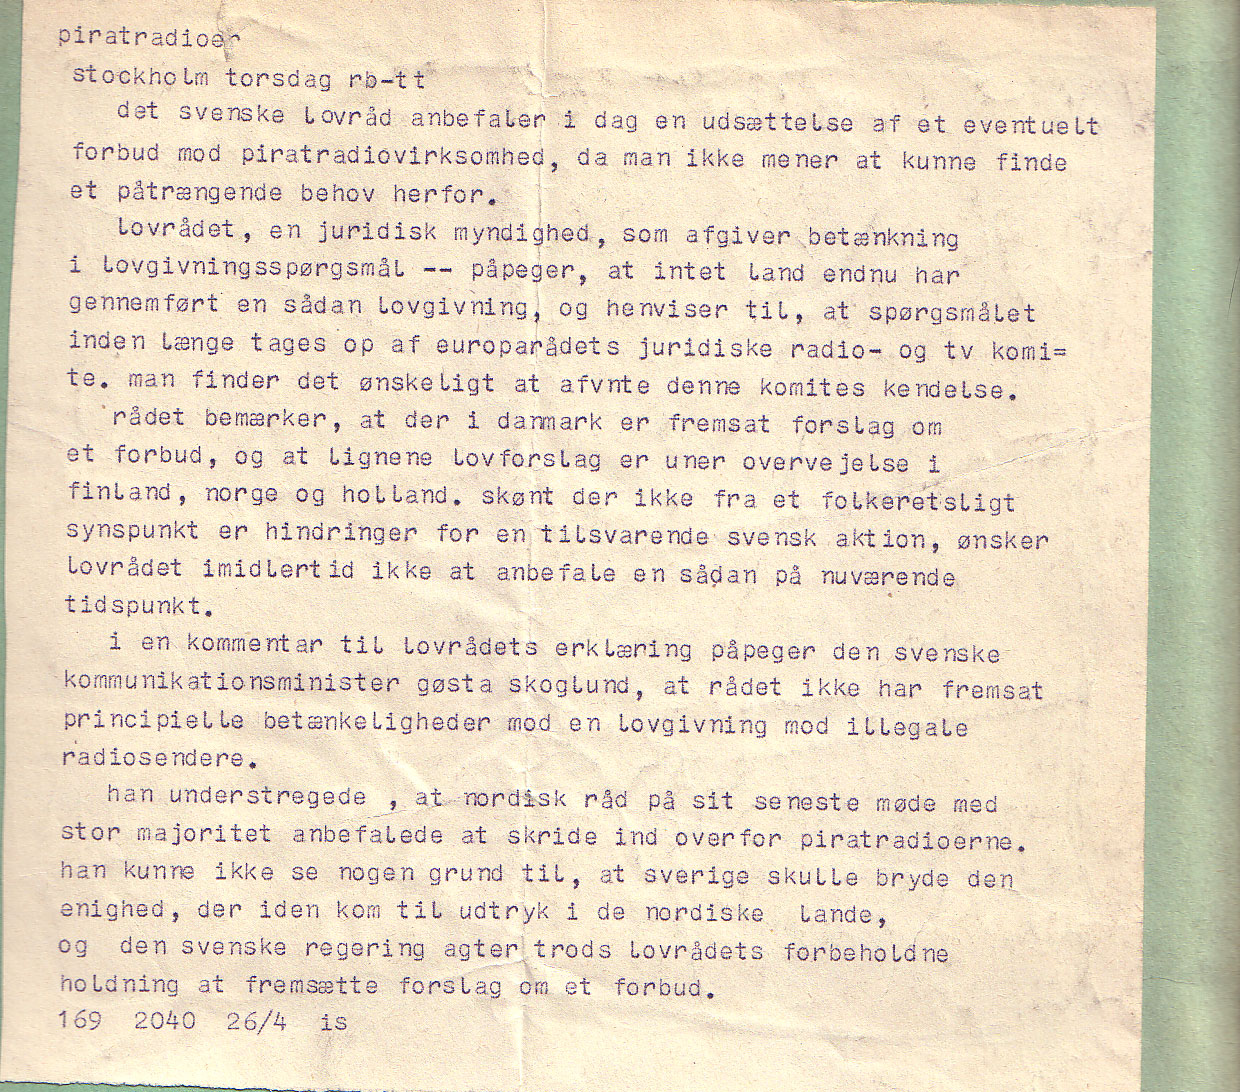 piratradioer
stockholm torsdag rb-tt
det svenske lovråd anbefaler i dag en udsættelse af et eventuelt
forbud mod piratradiovirksomhed, da man ikke mener at kunne finde
et påtrængende behov herfor.
lovrådet, en juridisk myndighed, som afgiver betænkning
i lovgivningsspørgsmål -- påpeger, at intet land endnu har
gennemført en sådan lovgivning, og henviser til, at spørgsmålet
inden længe tages op af europarådets juridiske radio- og tv komi=
te. man finder det ønskeligt at afvnte denne komites kendelse.
rådet bemærker, at der i danmark er fremsat forslag om
et forbud, og at lignene lovforslag er uner overvejelse i
finland, norge og holland. skønt der ikke fra et folkeretsligt
synspunkt er hindringer for en tilsvarende svensk aktion, ønsker
lovrådet imidlertid ikke at anbefale en sådan på nuværende
tidspunkt.
i en kommentar til lovrådets erklæring påpeger den svenske
kommunikationsminister gøsta skoglund, at rådet ikke har fremsat
principielle betænkeligheder mod en lovgivning mod illegale
radiosendere.
han understregede , at nordisk råd på sit seneste møde med
stor majoritet anbefalede at skride ind overfor piratradioerne.
han kunne ikke se nogen grund til, at sverige skulle bryde den
enighed, der iden kom til udtryk i de nordiske lande,
og den svenske regering agter trods lovrådets forbeholdne
holdning at fremsætte forslag om et forbud.
169 2040 26/4 is